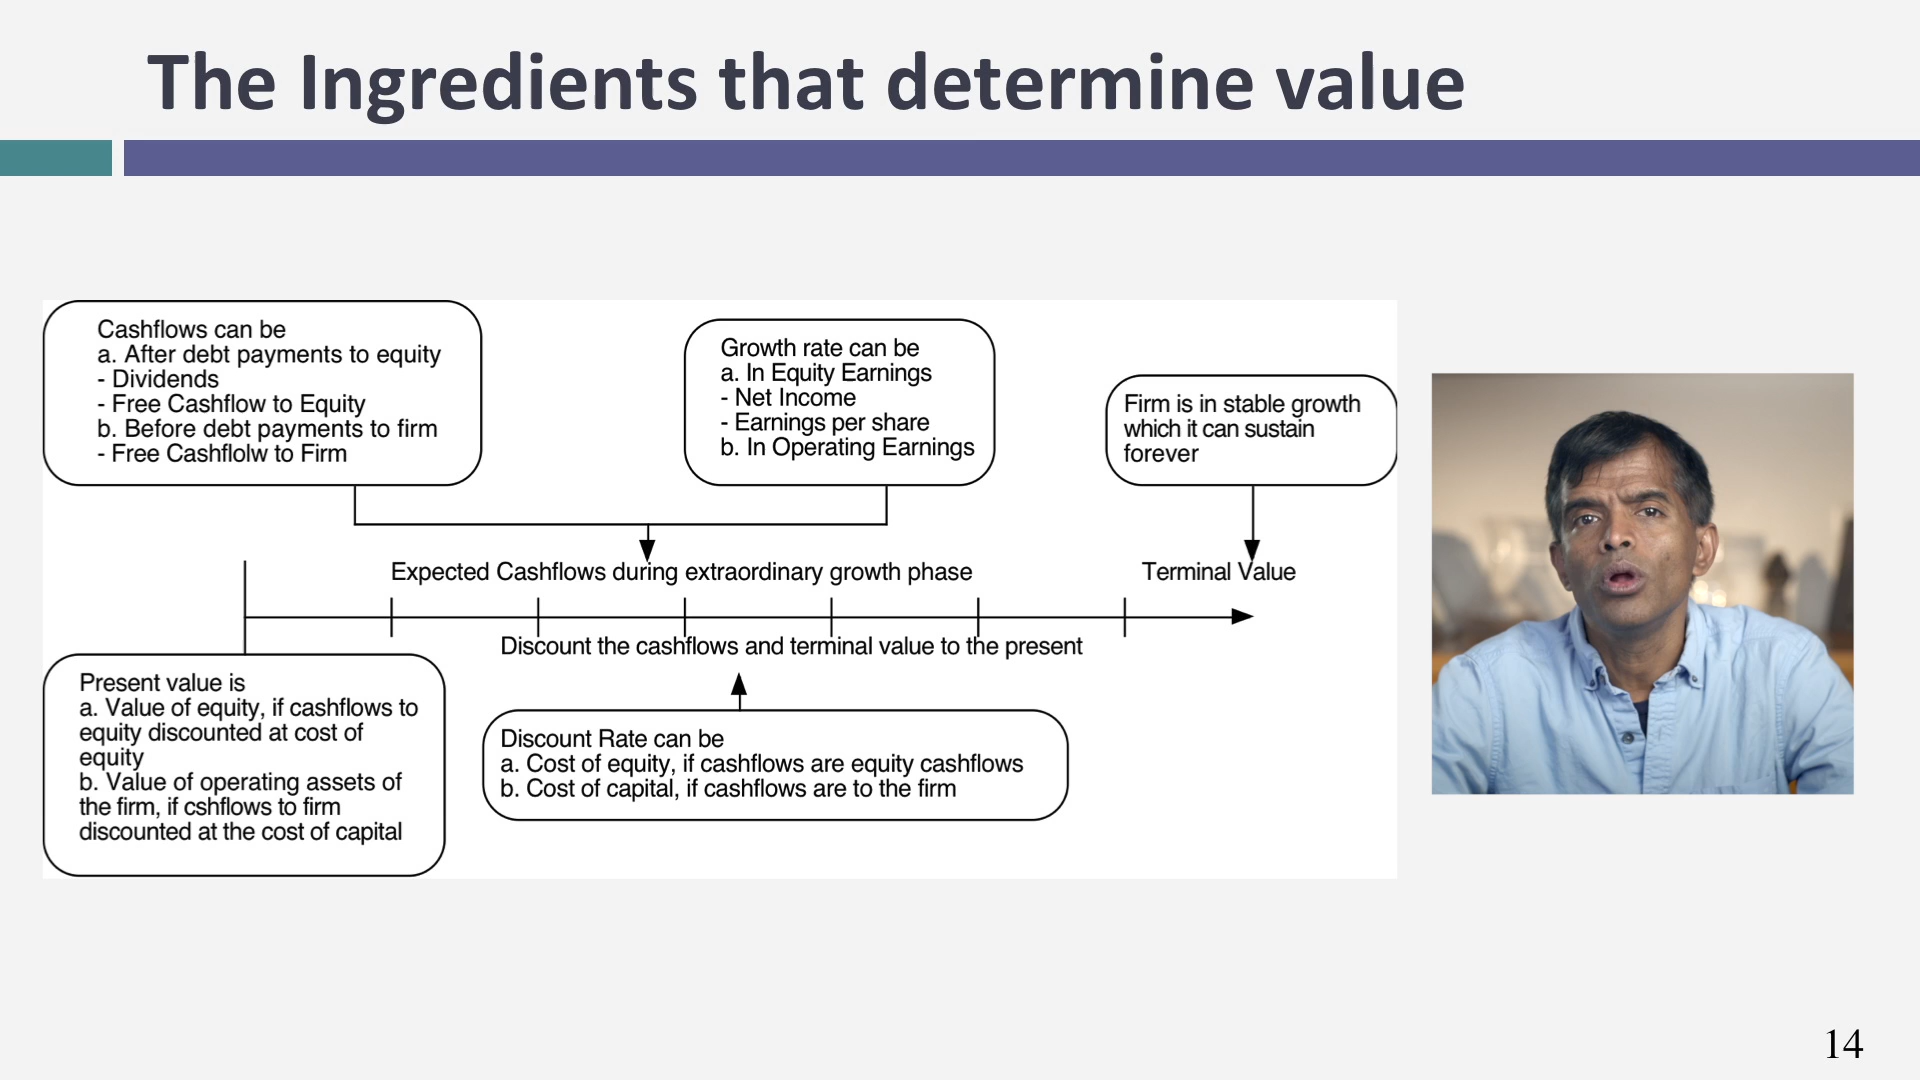 The Ingredients that determine value
Cashflows can be
a. After debt payments to equity
- Dividends
- Free Cashflow to Equity
b. Before debt payments to firm
- Free Cashflolw to Firm
Growth rate can be
a. In Equity Earnings
- Net Income
- Earnings per share
b. In Operating Earnings
Firm is in stable growth
which it can sustain
forever
Expected Cashflows during extraordinary growth phase
Terminal Value
Discount the cashflows and terminal value to the present
Present value is
a. Value of equity, if cashflows to
equity discounted at cost of
equity
b. Value of operating assets of
the firm, if cshflows to firm
discounted at the cost of capital
Discount Rate can be
a. Cost of equity, if cashflows are equity cashflows
b. Cost of capital, if cashflows are to the firm
14